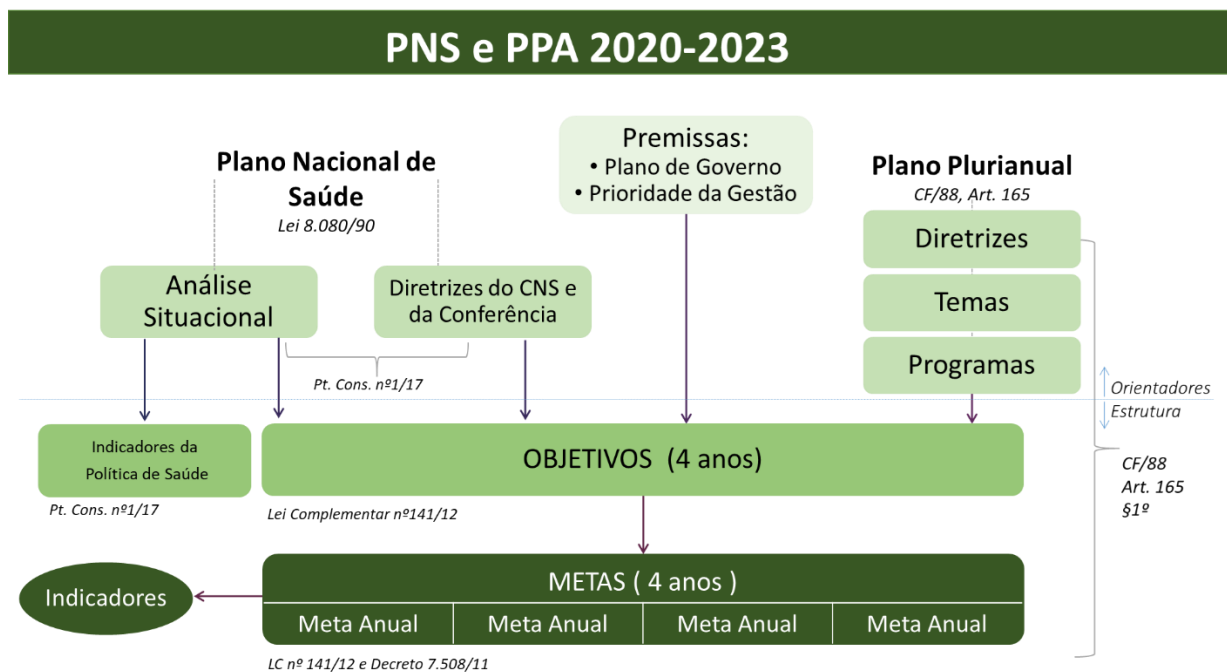 PNS e PPA 2020-2023
Plano Nacional de
Saúde
Lei 8.080/90
Análise
Situacional
Diretrizes do CNS e
da Conferência
Pt. Cons. nº1/17
Premissas:
• Plano de Governo
• Prioridade da Gestão
Plano Plurianual
CF/88, Art. 165
Diretrizes
Temas
Programas
Orientadores
Estrutura
Indicadores da
Política de Saúde
Pt. Cons. nº1/17
OBJETIVOS (4 anos)
Lei Complementar nº141/12
CF/88
Art. 165
§1º
Indicadores
METAS ( 4 anos )
Meta Anual
Meta Anual
Meta Anual
Meta Anual
LC nº 141/12 e Decreto 7.508/11